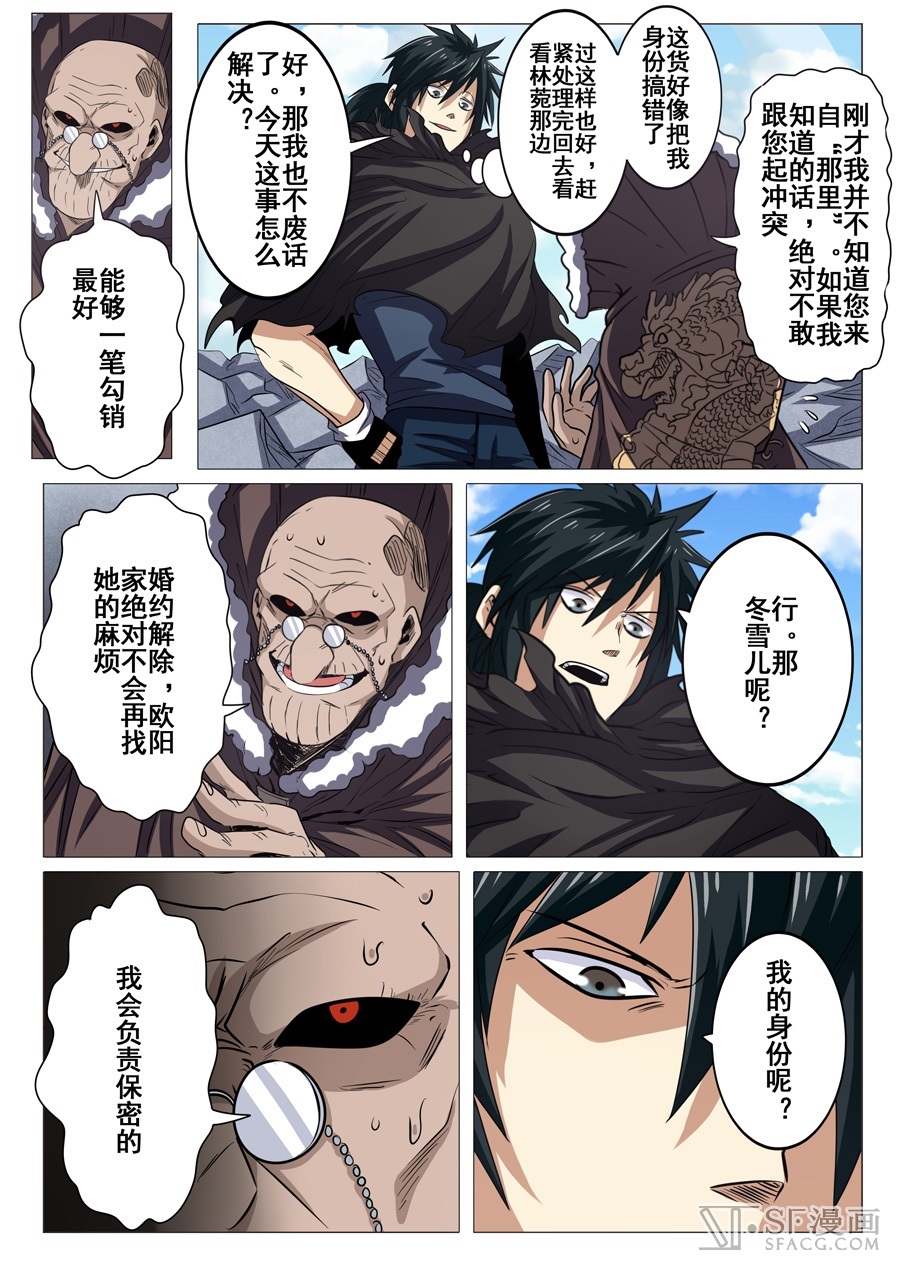 刚才我并不知道您来
自“那里”。如果我
知道的话，绝对不敢
跟您起冲突
这货好像把我
身份搞错了
过这样也好，赶
紧处理完回去看
看林菀那边
好，那我也不废话
了。今天这事怎么
解决？
能够一笔勾销
最好
行。那
冬雪儿呢？
婚约解除，欧阳
家绝对不会再找
她的麻烦
我的身份呢？
我会负责保密的
SF漫画
SFACG.COM